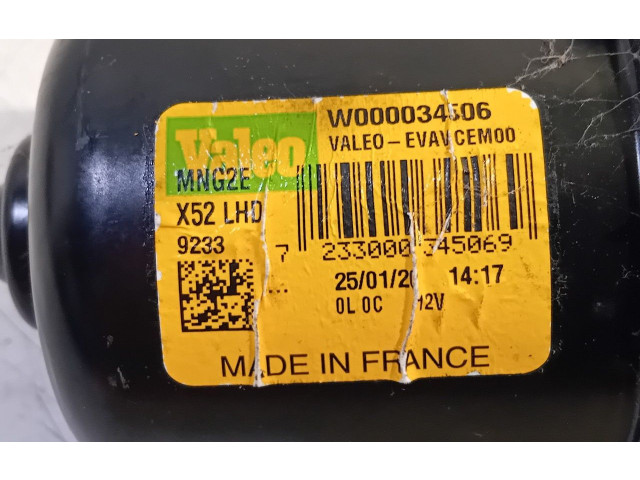 W000034506
Valeo
VALEO-EVAVCEM00
MNG2E
X52 LHD
9233
7 233000 345069
25/01/20 14:17
0L 0C 12V
MADE IN FRANCE